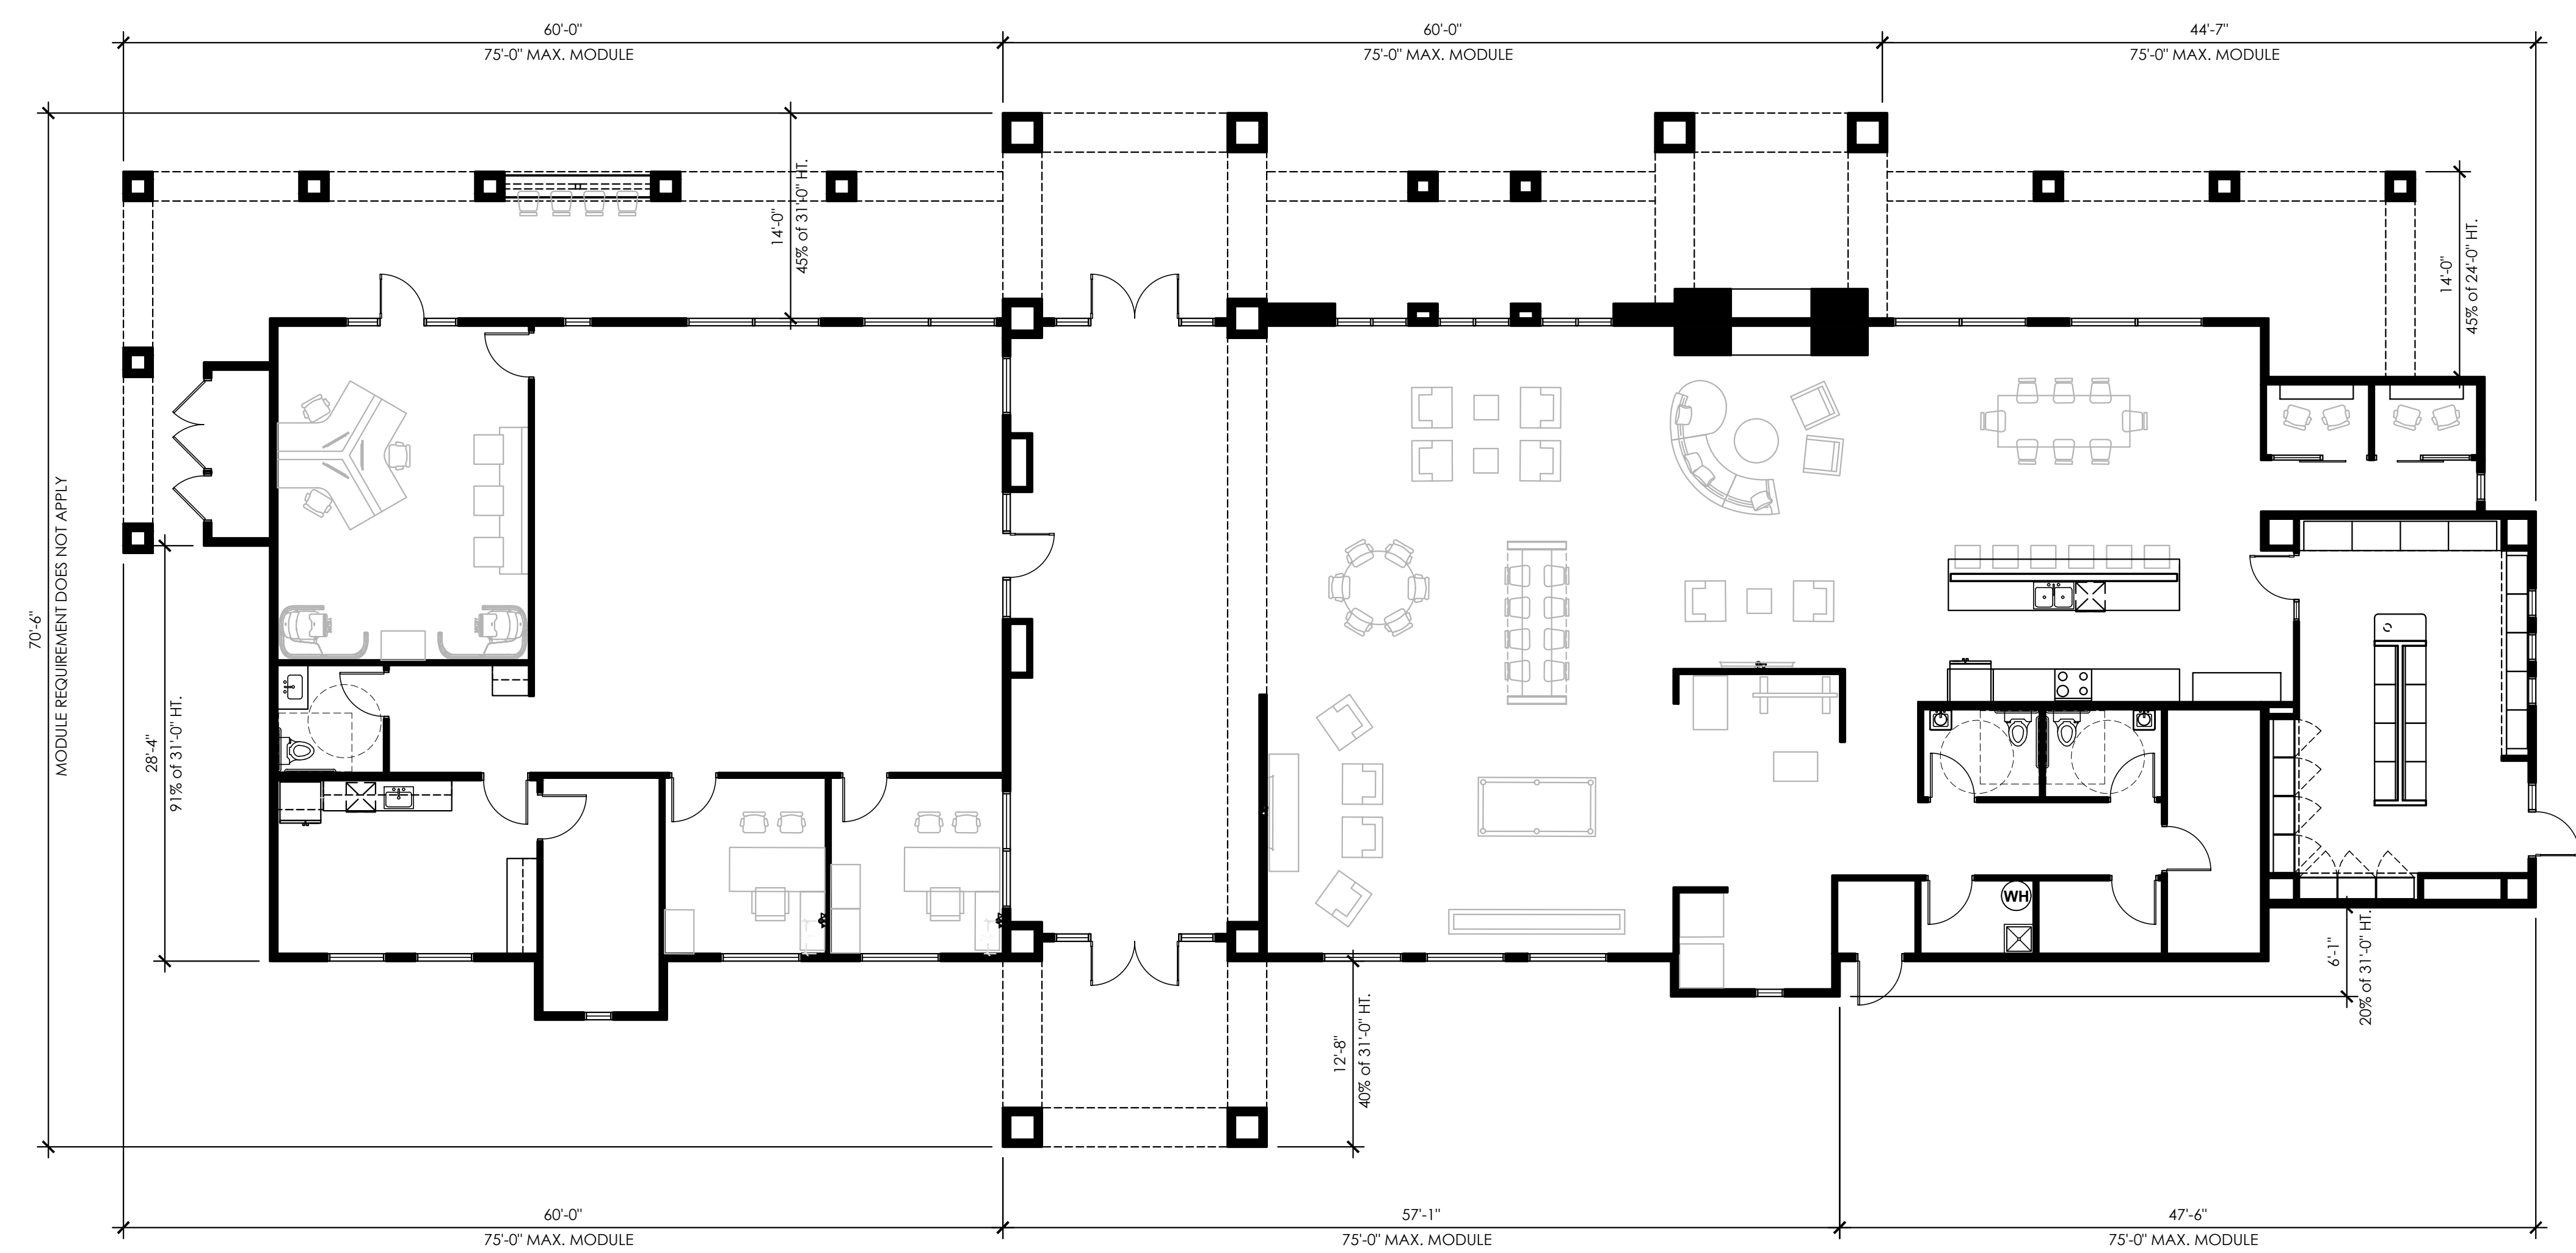 60'-0"
75'-0" MAX. MODULE
60'-0"
75'-0" MAX. MODULE
44'-7"
75'-0" MAX. MODULE
14'-0"
45% of 31'-0" HT.
14'-0"
45% of 24'-0" HT.
70'-6"
MODULE REQUIREMENT DOES NOT APPLY
28'-4"
91% of 31'-0" HT.
WH
6'-1"
20% of 31'-0" HT.
12'-8"
40% of 31'-0" HT.
60'-0"
75'-0" MAX. MODULE
57'-1"
75'-0" MAX. MODULE
47'-6"
75'-0" MAX. MODULE